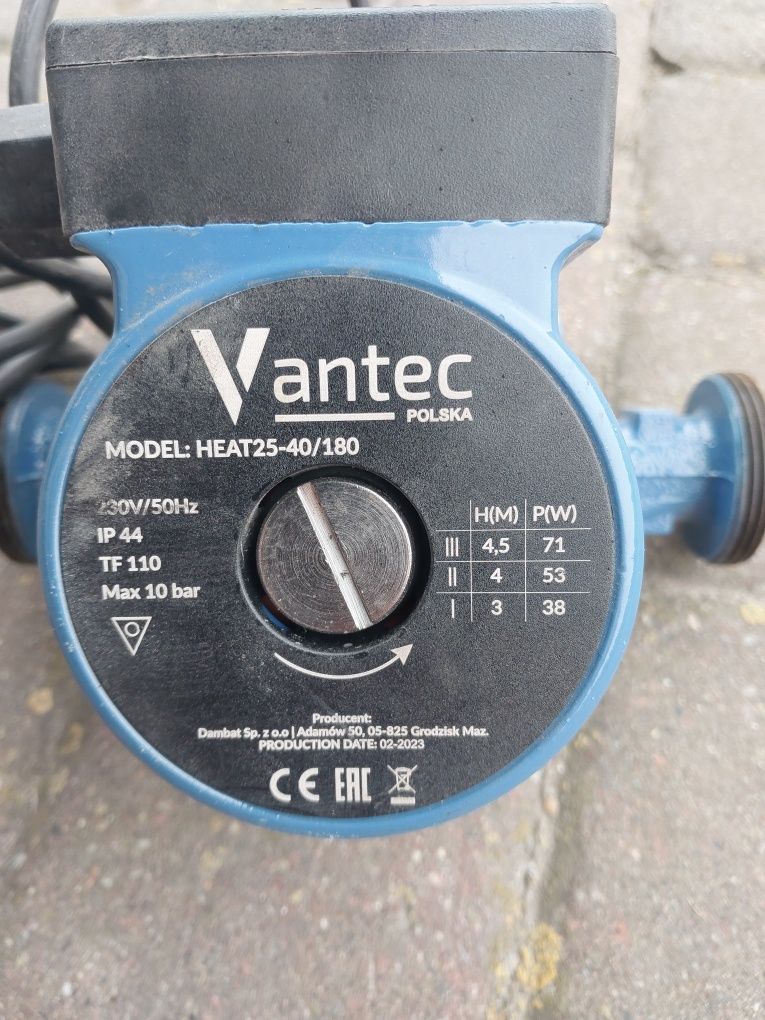 Vantec
POLSKA
MODEL: HEAT25-40/180
230V/50Hz
IP 44
TF 110
Max 10 bar
H(M) P(W)
III 4,5 71
II 4 53
I 3 38
Producent:
Dambat Sp. z o.o | Adamów 50, 05-825 Grodzisk Maz.
PRODUCTION DATE: 02-2023
CE EAC